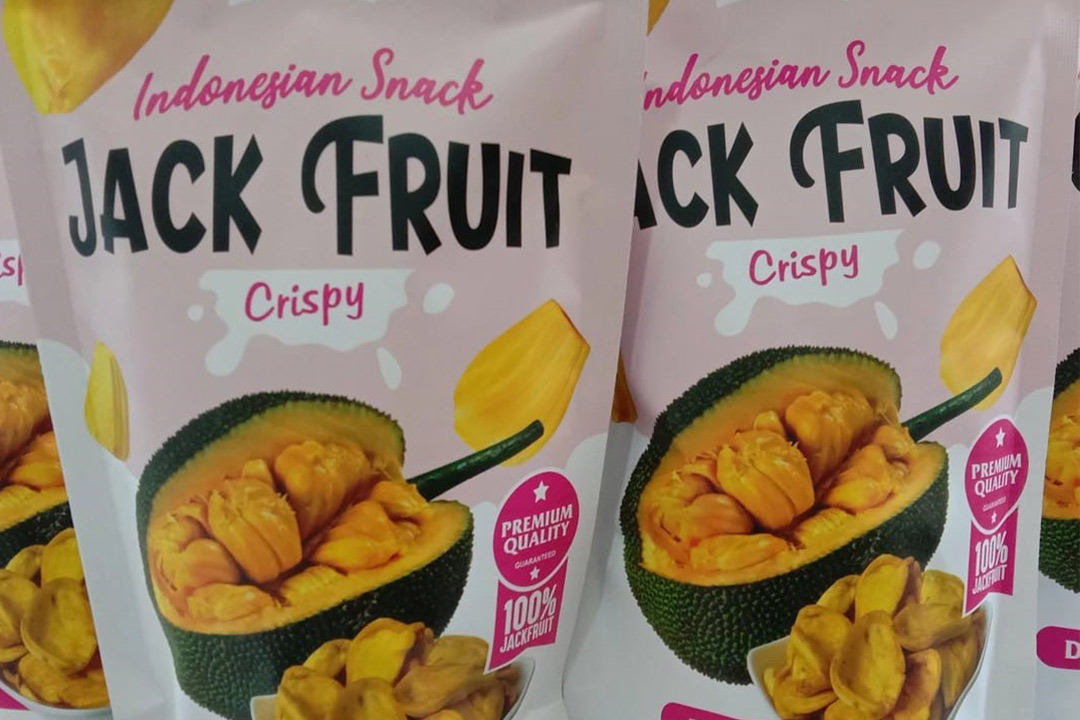 Indonesian Snack
JACK FRUIT
Crispy
PREMIUM
QUALITY
GUARANTEED
100%
JACKFRUIT
Indonesian Snack
ACK FRUIT
Crispy
PREMIUM
QUALITY
GUARANTEED
100%
JACKFRUIT
D